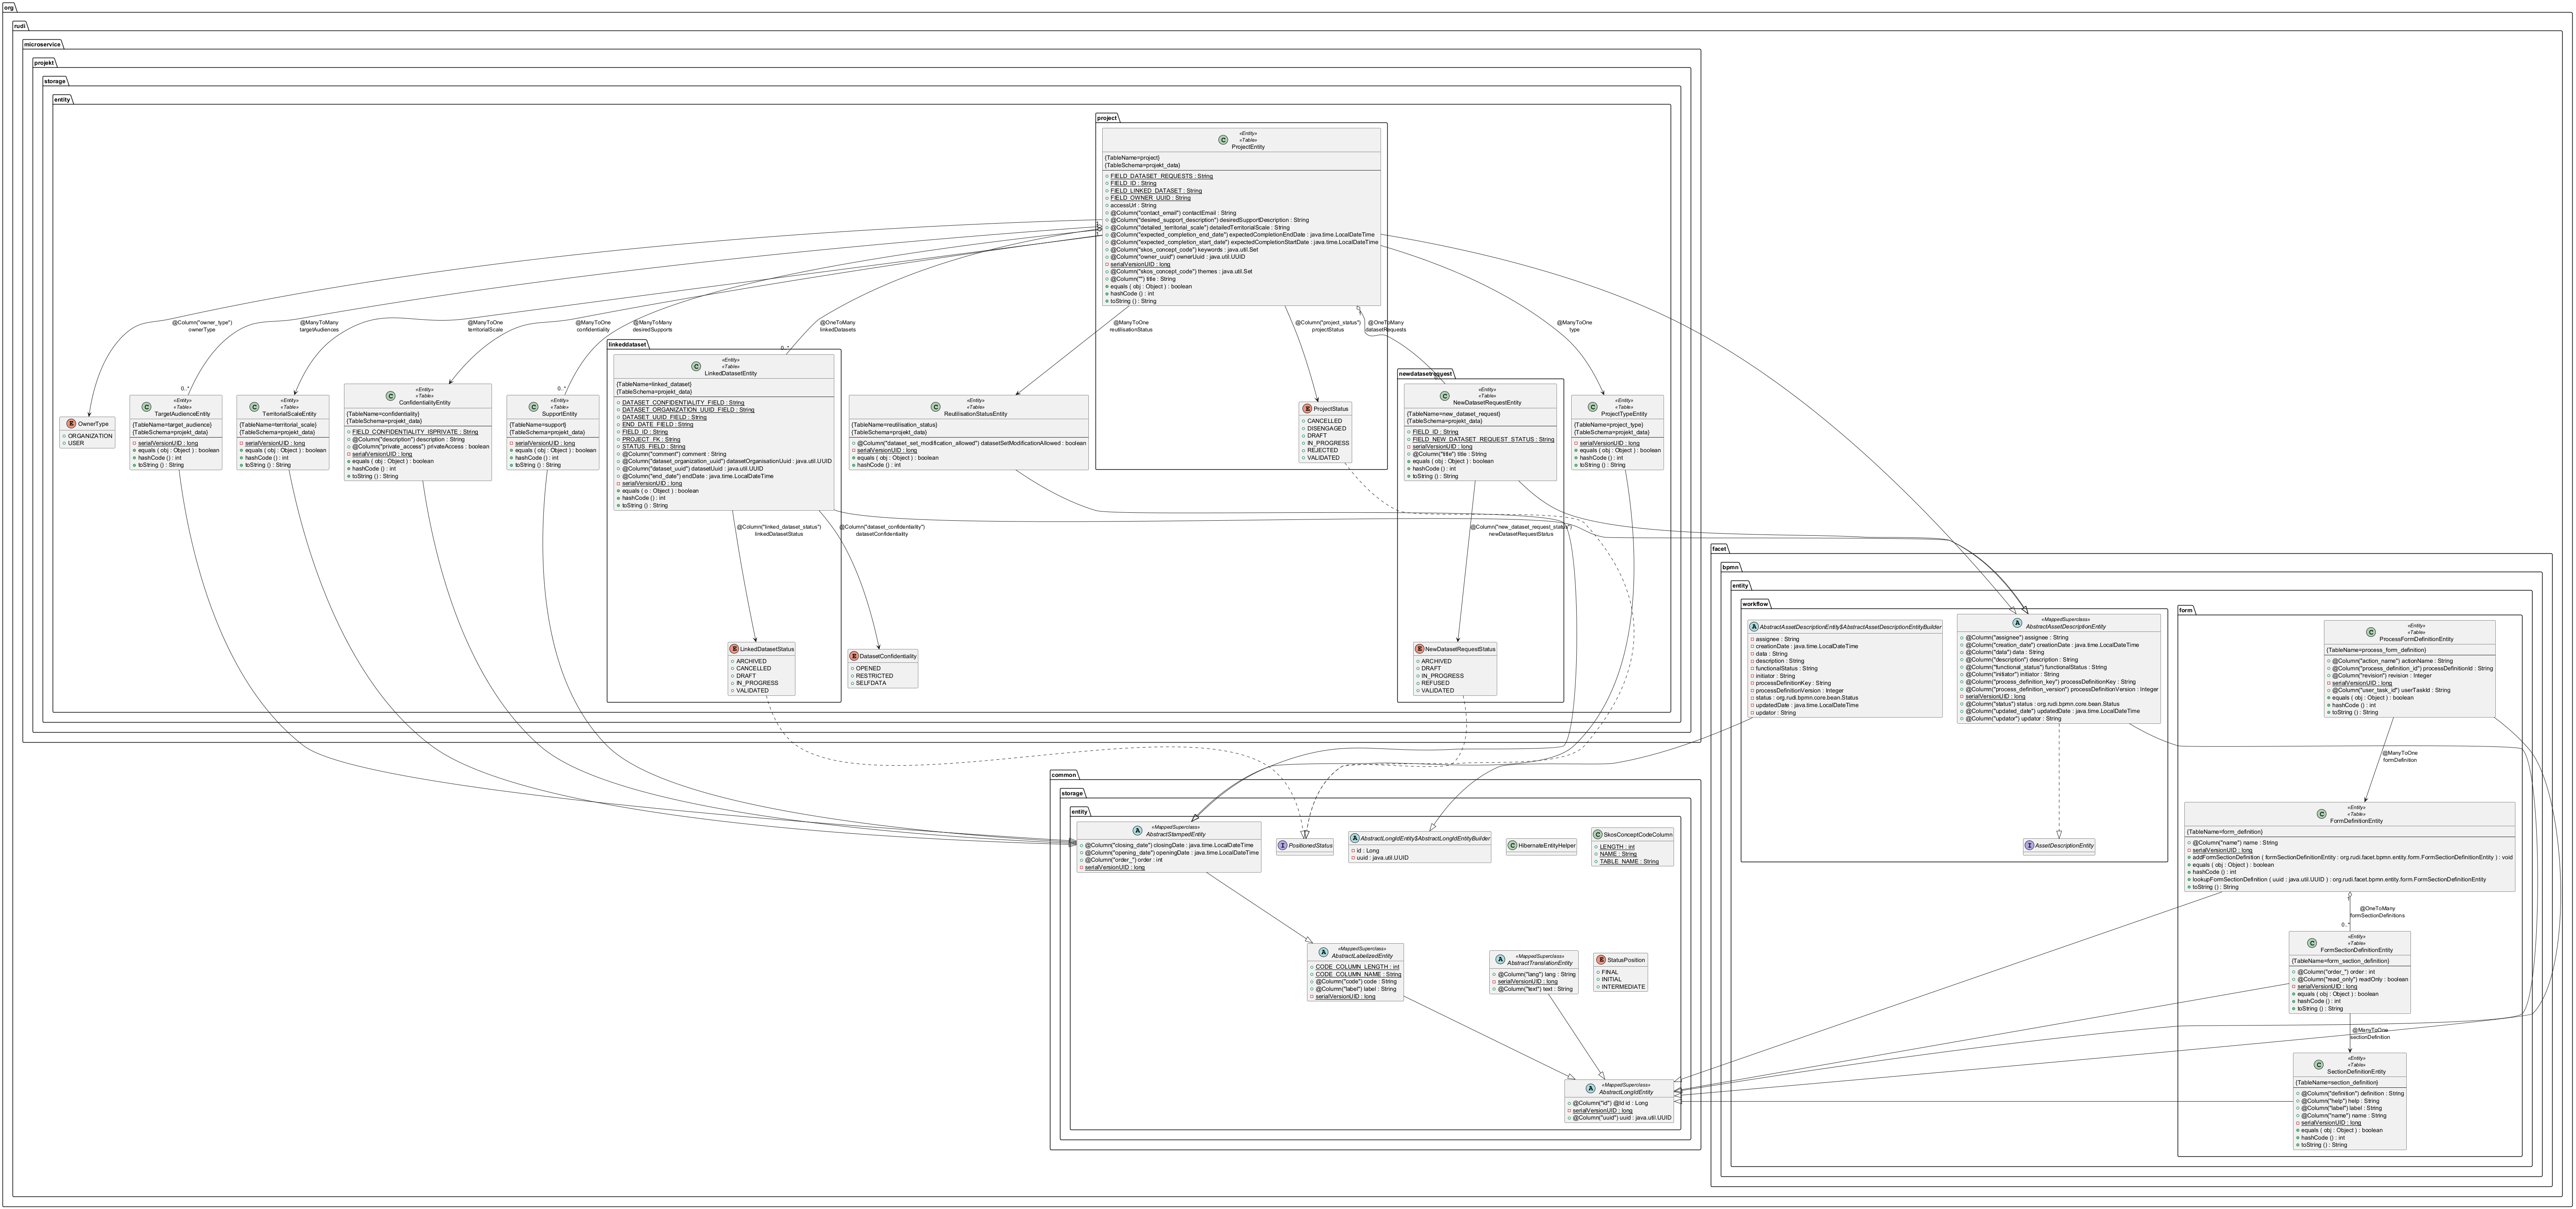 org
rudi
microservice
projekt
storage
entity
project
«Entity»
«Table»
ProjectEntity
{TableName=project}
{TableSchema=projekt_data}
FIELD_DATASET_REQUESTS : String
FIELD_ID : String
FIELD_LINKED_DATASET : String
FIELD_OWNER_UUID : String
accessUrl : String
@Column("contact_email") contactEmail : String
@Column("desired_support_description") desiredSupportDescription : String
@Column("detailed_territorial_scale") detailedTerritorialScale : String
@Column("expected_completion_end_date") expectedCompletionEndDate : java.time.LocalDateTime
@Column("expected_completion_start_date") expectedCompletionStartDate : java.time.LocalDateTime
@Column("skos_concept_code") keywords : java.util.Set
@Column("owner_uuid") ownerUuid : java.util.UUID
serialVersionUID : long
@Column("skos_concept_code") themes : java.util.Set
@Column("") title : String
equals ( obj : Object ) : boolean
hashCode () : int
toString () : String
@Column("owner_type")
ownerType
@ManyToMany
targetAudiences
@ManyToOne
territorialScale
@ManyToOne
confidentiality
@ManyToMany
desiredSupports
@OneToMany
linkedDatasets
@ManyToOne
reutilisationStatus
@Column("project_status")
projectStatus
@OneToMany
datasetRequests
@ManyToOne
type
OwnerType
ORGANIZATION
USER
0..*
«Entity»
«Table»
TargetAudienceEntity
{TableName=target_audience}
{TableSchema=projekt_data}
serialVersionUID : long
equals ( obj : Object ) : boolean
hashCode () : int
toString () : String
«Entity»
«Table»
TerritorialScaleEntity
{TableName=territorial_scale}
{TableSchema=projekt_data}
serialVersionUID : long
equals ( obj : Object ) : boolean
hashCode () : int
toString () : String
«Entity»
«Table»
ConfidentialityEntity
{TableName=confidentiality}
{TableSchema=projekt_data}
FIELD_CONFIDENTIALITY_ISPRIVATE : String
@Column("description") description : String
@Column("private_access") privateAccess : boolean
serialVersionUID : long
equals ( obj : Object ) : boolean
hashCode () : int
toString () : String
0..*
«Entity»
«Table»
SupportEntity
{TableName=support}
{TableSchema=projekt_data}
serialVersionUID : long
equals ( obj : Object ) : boolean
hashCode () : int
toString () : String
linkeddataset
0..*
«Entity»
«Table»
LinkedDatasetEntity
{TableName=linked_dataset}
{TableSchema=projekt_data}
DATASET_CONFIDENTIALITY_FIELD : String
DATASET_ORGANIZATION_UUID_FIELD : String
DATASET_UUID_FIELD : String
END_DATE_FIELD : String
FIELD_ID : String
PROJECT_FK : String
STATUS_FIELD : String
@Column("comment") comment : String
@Column("dataset_organization_uuid") datasetOrganisationUuid : java.util.UUID
@Column("dataset_uuid") datasetUuid : java.util.UUID
@Column("end_date") endDate : java.time.LocalDateTime
serialVersionUID : long
equals ( o : Object ) : boolean
hashCode () : int
toString () : String
@Column("linked_dataset_status")
linkedDatasetStatus
@Column("dataset_confidentiality")
datasetConfidentiality
LinkedDatasetStatus
ARCHIVED
CANCELLED
DRAFT
IN_PROGRESS
VALIDATED
DatasetConfidentiality
OPENED
RESTRICTED
SELFDATA
«Entity»
«Table»
ReutilisationStatusEntity
{TableName=reutilisation_status}
{TableSchema=projekt_data}
@Column("dataset_set_modification_allowed") datasetSetModificationAllowed : boolean
serialVersionUID : long
equals ( obj : Object ) : boolean
hashCode () : int
ProjectStatus
CANCELLED
DISENGAGED
DRAFT
IN_PROGRESS
REJECTED
VALIDATED
newdatasetrequest
«Entity»
«Table»
NewDatasetRequestEntity
{TableName=new_dataset_request}
{TableSchema=projekt_data}
FIELD_ID : String
FIELD_NEW_DATASET_REQUEST_STATUS : String
serialVersionUID : long
@Column("title") title : String
equals ( obj : Object ) : boolean
hashCode () : int
toString () : String
@Column("new_dataset_request_status")
newDatasetRequestStatus
NewDatasetRequestStatus
ARCHIVED
DRAFT
IN_PROGRESS
REFUSED
VALIDATED
«Entity»
«Table»
ProjectTypeEntity
{TableName=project_type}
{TableSchema=projekt_data}
serialVersionUID : long
equals ( obj : Object ) : boolean
hashCode () : int
toString () : String
facet
bpmn
entity
workflow
AbstractAssetDescriptionEntity$AbstractAssetDescriptionEntityBuilder
assignee : String
creationDate : java.time.LocalDateTime
data : String
description : String
functionalStatus : String
initiator : String
processDefinitionKey : String
processDefinitionVersion : Integer
status : org.rudi.bpmn.core.bean.Status
updatedDate : java.time.LocalDateTime
updator : String
«MappedSuperclass»
AbstractAssetDescriptionEntity
@Column("assignee") assignee : String
@Column("creation_date") creationDate : java.time.LocalDateTime
@Column("data") data : String
@Column("description") description : String
@Column("functional_status") functionalStatus : String
@Column("initiator") initiator : String
@Column("process_definition_key") processDefinitionKey : String
@Column("process_definition_version") processDefinitionVersion : Integer
serialVersionUID : long
@Column("status") status : org.rudi.bpmn.core.bean.Status
@Column("updated_date") updatedDate : java.time.LocalDateTime
@Column("updator") updator : String
AssetDescriptionEntity
form
«Entity»
«Table»
ProcessFormDefinitionEntity
{TableName=process_form_definition}
@Column("action_name") actionName : String
@Column("process_definition_id") processDefinitionId : String
@Column("revision") revision : Integer
serialVersionUID : long
@Column("user_task_id") userTaskId : String
equals ( obj : Object ) : boolean
hashCode () : int
toString () : String
@ManyToOne
formDefinition
«Entity»
«Table»
FormDefinitionEntity
{TableName=form_definition}
@Column("name") name : String
serialVersionUID : long
addFormSectionDefinition ( formSectionDefinitionEntity : org.rudi.facet.bpmn.entity.form.FormSectionDefinitionEntity ) : void
equals ( obj : Object ) : boolean
hashCode () : int
lookupFormSectionDefinition ( uuid : java.util.UUID ) : org.rudi.facet.bpmn.entity.form.FormSectionDefinitionEntity
toString () : String
1
@OneToMany
formSectionDefinitions
0..*
«Entity»
«Table»
FormSectionDefinitionEntity
{TableName=form_section_definition}
@Column("order_") order : int
@Column("read_only") readOnly : boolean
serialVersionUID : long
equals ( obj : Object ) : boolean
hashCode () : int
toString () : String
@ManyToOne
sectionDefinition
«Entity»
«Table»
SectionDefinitionEntity
{TableName=section_definition}
@Column("definition") definition : String
@Column("help") help : String
@Column("label") label : String
@Column("name") name : String
serialVersionUID : long
equals ( obj : Object ) : boolean
hashCode () : int
toString () : String
common
storage
entity
«MappedSuperclass»
AbstractStampedEntity
@Column("closing_date") closingDate : java.time.LocalDateTime
@Column("opening_date") openingDate : java.time.LocalDateTime
@Column("order_") order : int
serialVersionUID : long
PositionedStatus
AbstractLongIdEntity$AbstractLongIdEntityBuilder
id : Long
uuid : java.util.UUID
HibernateEntityHelper
SkosConceptCodeColumn
LENGTH : int
NAME : String
TABLE_NAME : String
«MappedSuperclass»
AbstractLabelizedEntity
CODE_COLUMN_LENGTH : int
CODE_COLUMN_NAME : String
@Column("code") code : String
@Column("label") label : String
serialVersionUID : long
«MappedSuperclass»
AbstractTranslationEntity
@Column("lang") lang : String
serialVersionUID : long
@Column("text") text : String
StatusPosition
FINAL
INITIAL
INTERMEDIATE
«MappedSuperclass»
AbstractLongIdEntity
@Column("id") @Id id : Long
serialVersionUID : long
@Column("uuid") uuid : java.util.UUID